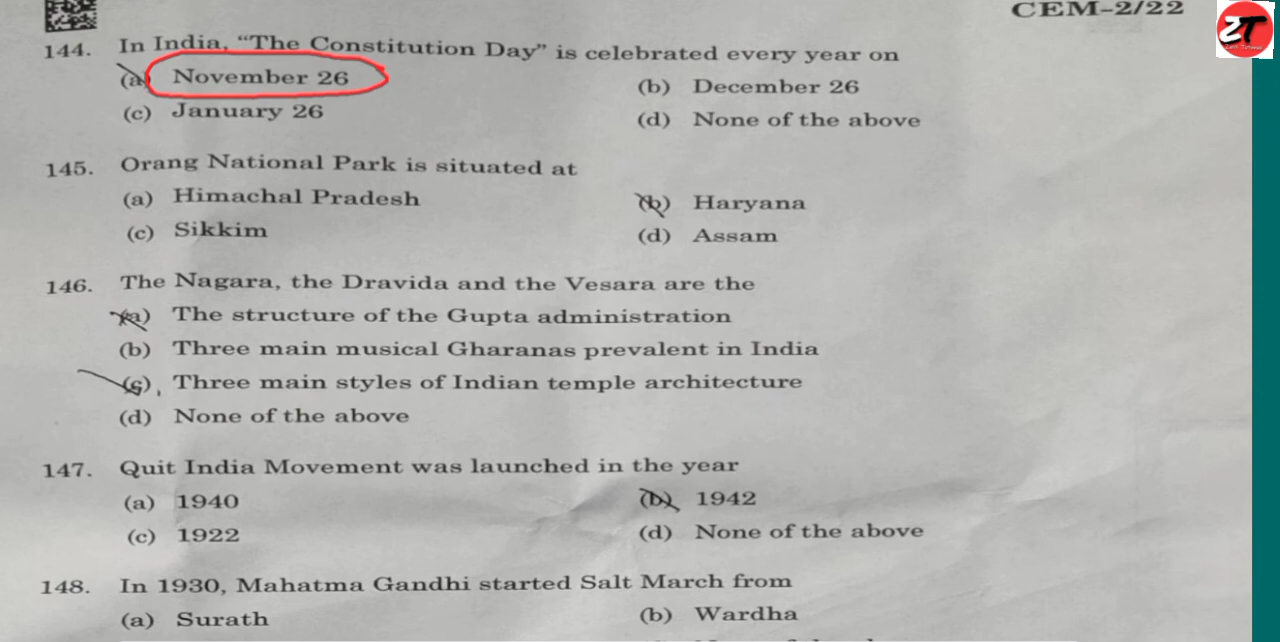 CEM-2/22
ZT
144. In India, "The Constitution Day" is celebrated every year on
(a) November 26
(b) December 26
(c) January 26
(d) None of the above
145. Orang National Park is situated at
(a) Himachal Pradesh
(b) Haryana
(c) Sikkim
(d) Assam
146. The Nagara, the Dravida and the Vesara are the
(a) The structure of the Gupta administration
(b) Three main musical Gharanas prevalent in India
(c) Three main styles of Indian temple architecture
(d) None of the above
147. Quit India Movement was launched in the year
(a) 1940
(b) 1942
(c) 1922
(d) None of the above
148. In 1930, Mahatma Gandhi started Salt March from
(a) Surath
(b) Wardha